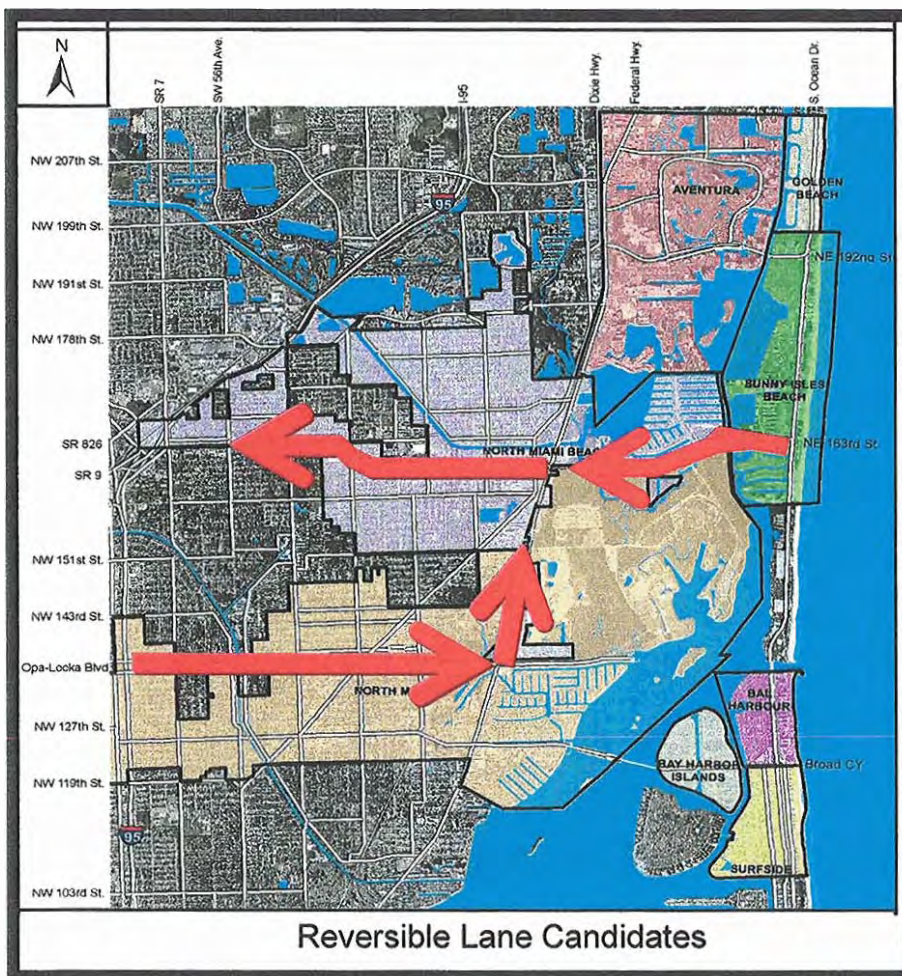 N
SR 7
SW 56th Ave.
I-95
Dixie Hwy.
Federal Hwy.
S. Ocean Dr.
NW 207th St.
NW 199th St.
NW 191st St.
NW 178th St.
SR 826
SR 9
NW 151st St.
NW 143rd St.
Opa-Locka Blvd
NW 127th St.
NW 119th St.
NW 103rd St.
95
AVENTURA
GOLDEN
BEACH
NE 192nd St
SUNNY ISLES
BEACH
NE 163rd St
NORTH MIAMI BEAC
NORTH M
BAL
HARBOUR
BAY HARBOR
ISLANDS
Broad CY
SURFSIDE
95
Reversible Lane Candidates